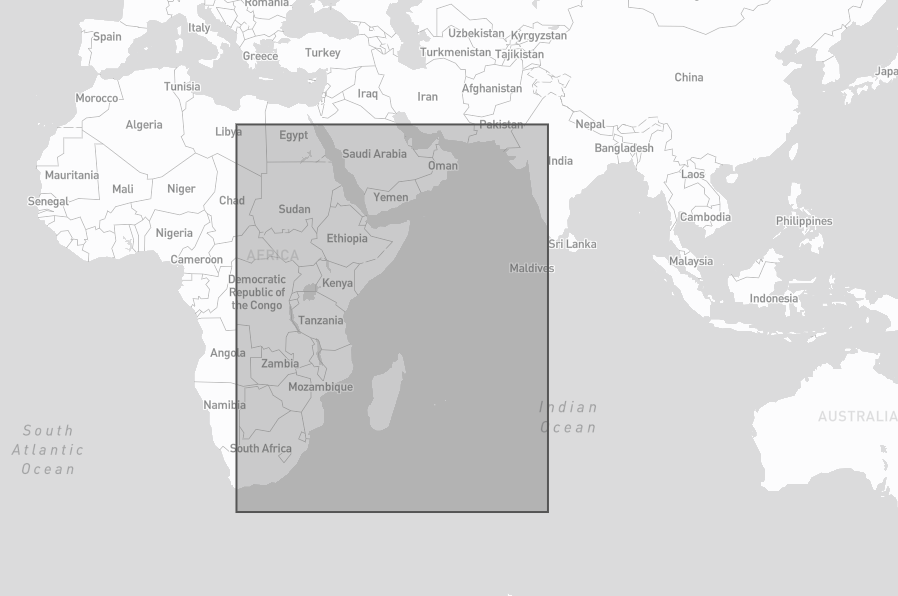 Romania
Spain
Italy
Uzbekistan
Kyrgyzstan
Greece
Turkey
Turkmenistan
Tajikistan
China
Japa
Morocco
Tunisia
Iraq
Iran
Afghanistan
Algeria
Libya
Egypt
Pakistan
Nepal
Bangladesh
Saudi Arabia
Oman
India
Mauritania
Mali
Niger
Laos
Senegal
Chad
Sudan
Yemen
Cambodia
Philippines
Nigeria
Ethiopia
Sri Lanka
Cameroon
AFRICA
Maldives
Malaysia
Democratic
Republic of
the Congo
Kenya
Indonesia
Tanzania
Angola
Zambia
Mozambique
Namibia
Indian
Ocean
AUSTRALIA
South
Atlantic
Ocean
South Africa